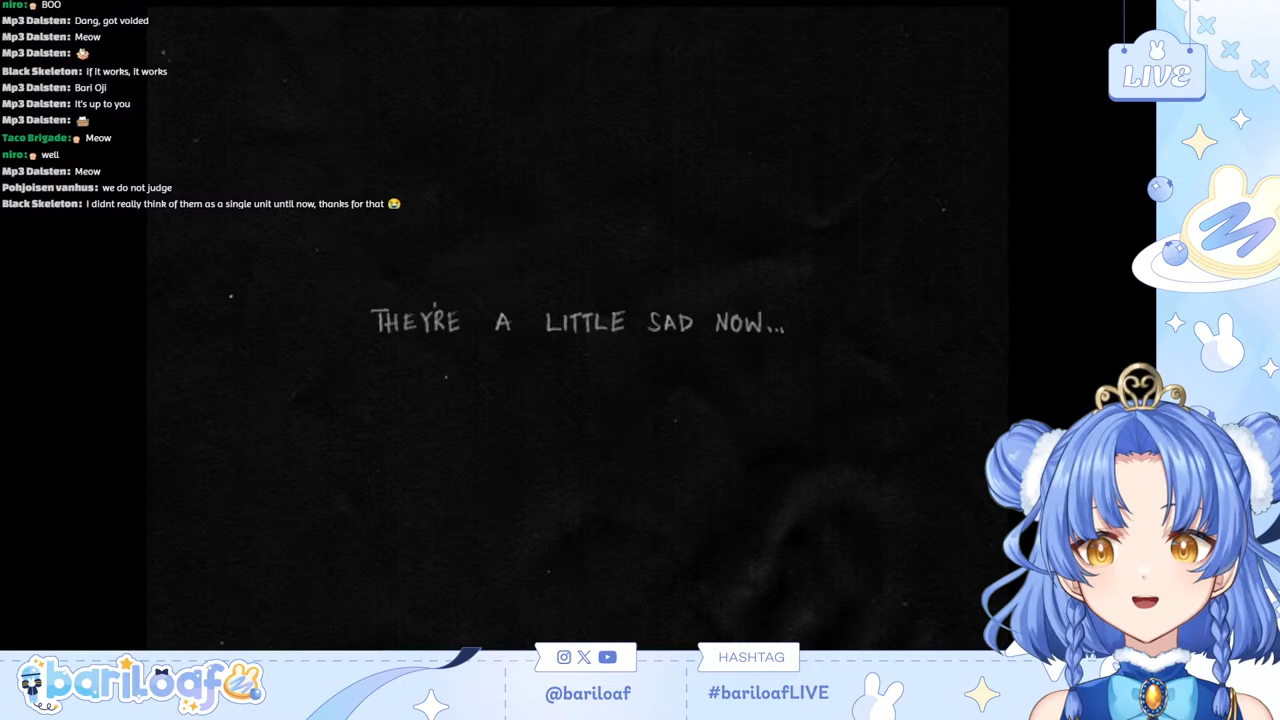 niro: BOO
Mp3 Dalsten: Dang, got voided
Mp3 Dalsten: Meow
Mp3 Dalsten:
Black Skeleton: if it works, it works
Mp3 Dalsten: Bari Oji
Mp3 Dalsten: It's up to you
Mp3 Dalsten:
Taco Brigade: Meow
niro: well
Mp3 Dalsten: Meow
Pohjoisen vanhus: we do not judge
Black Skeleton: I didnt really think of them as a single unit until now, thanks for that 😭
THEY'RE A LITTLE SAD NOW...
LIVE
bariloaf
@bariloaf
HASHTAG
#bariloafLIVE